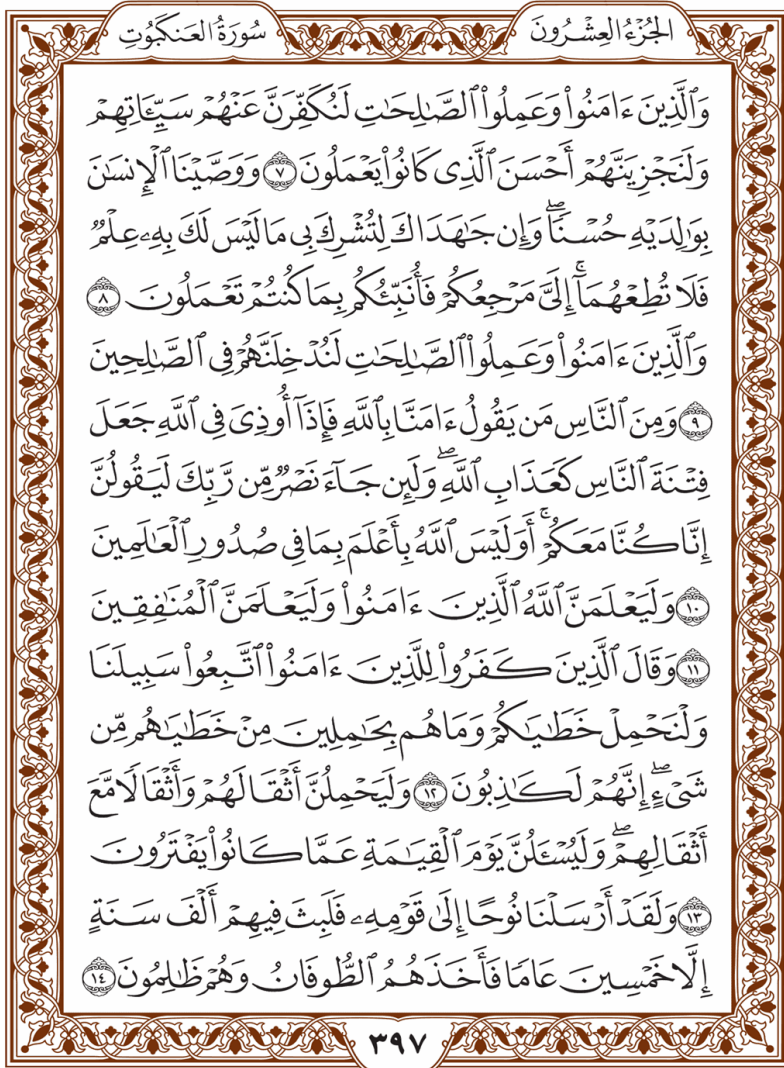 الجُزْءُ العِشْرُونَ سُورَةُ العَنكَبُوتِ
وَٱلَّذِينَ ءَامَنُوا۟ وَعَمِلُوا۟ ٱلصَّٰلِحَٰتِ لَنُكَفِّرَنَّ عَنْهُمْ سَيِّـَٔاتِهِمْ
وَلَنَجْزِيَنَّهُمْ أَحْسَنَ ٱلَّذِى كَانُوا۟ يَعْمَلُونَ ٧ وَوَصَّيْنَا ٱلْإِنسَٰنَ
بِوَٰلِدَيْهِ حُسْنًاۖ وَإِن جَٰهَدَاكَ لِتُشْرِكَ بِى مَا لَيْسَ لَكَ بِهِۦ عِلْمٌ
فَلَا تُطِعْهُمَآۚ إِلَىَّ مَرْجِعُكُمْ فَأُنَبِّئُكُم بِمَا كُنتُمْ تَعْمَلُونَ ٨
وَٱلَّذِينَ ءَامَنُوا۟ وَعَمِلُوا۟ ٱلصَّٰلِحَٰتِ لَنُدْخِلَنَّهُمْ فِى ٱلصَّٰلِحِينَ
٩ وَمِنَ ٱلنَّاسِ مَن يَقُولُ ءَامَنَّا بِٱللَّهِ فَإِذَآ أُوذِىَ فِى ٱللَّهِ جَعَلَ
فِتْنَةَ ٱلنَّاسِ كَعَذَابِ ٱللَّهِۖ وَلَئِن جَآءَ نَصْرٌ مِّن رَّبِّكَ لَيَقُولُنَّ
إِنَّا كُنَّا مَعَكُمْۚ أَوَلَيْسَ ٱللَّهُ بِأَعْلَمَ بِمَا فِى صُدُورِ ٱلْعَٰلَمِينَ
١٠ وَلَيَعْلَمَنَّ ٱللَّهُ ٱلَّذِينَ ءَامَنُوا۟ وَلَيَعْلَمَنَّ ٱلْمُنَٰفِقِينَ
١١ وَقَالَ ٱلَّذِينَ كَفَرُوا۟ لِلَّذِينَ ءَامَنُوا۟ ٱتَّبِعُوا۟ سَبِيلَنَا
وَلْنَحْمِلْ خَطَٰيَٰكُمْ وَمَا هُم بِحَٰمِلِينَ مِنْ خَطَٰيَٰهُم مِّن
شَىْءٍۖ إِنَّهُمْ لَكَٰذِبُونَ ١٢ وَلَيَحْمِلُنَّ أَثْقَالَهُمْ وَأَثْقَالًا مَّعَ
أَثْقَالِهِمْۖ وَلَيُسْـَٔلُنَّ يَوْمَ ٱلْقِيَٰمَةِ عَمَّا كَانُوا۟ يَفْتَرُونَ
١٣ وَلَقَدْ أَرْسَلْنَا نُوحًا إِلَىٰ قَوْمِهِۦ فَلَبِثَ فِيهِمْ أَلْفَ سَنَةٍ
إِلَّا خَمْسِينَ عَامًا فَأَخَذَهُمُ ٱلطُّوفَانُ وَهُمْ ظَٰلِمُونَ ١٤
٣٩٧